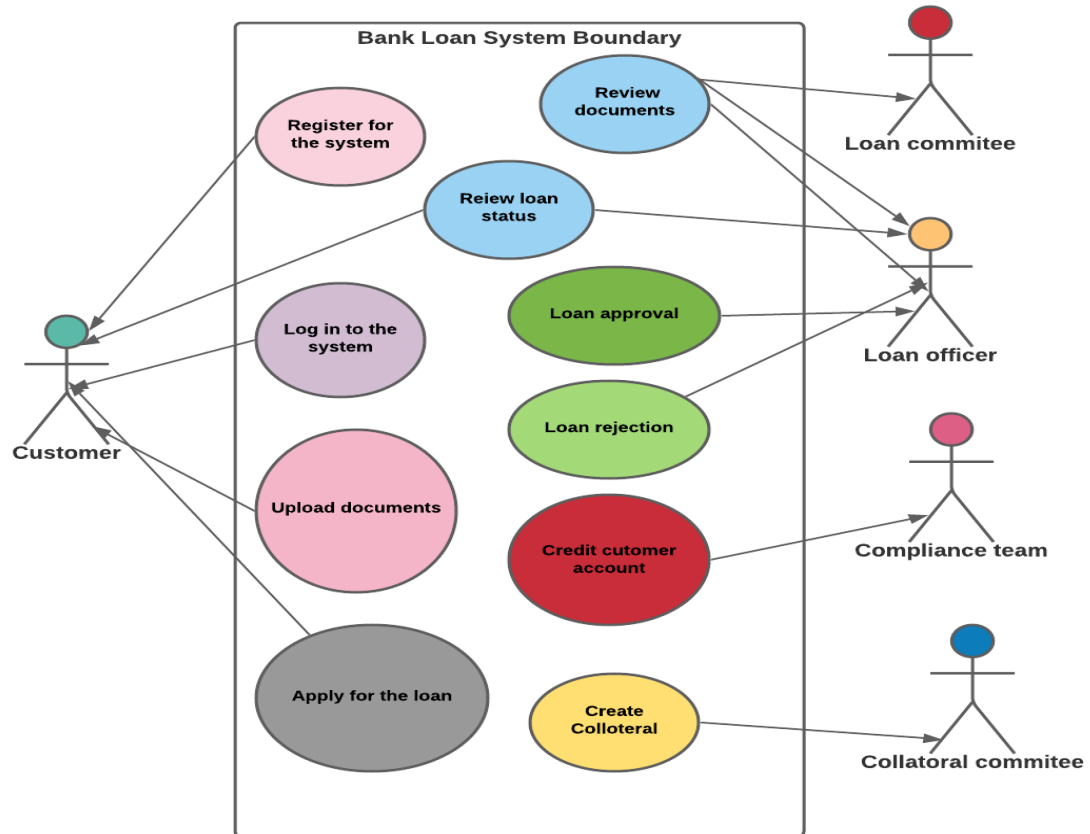 Bank Loan System Boundary
Review
documents
Loan commitee
Register for
the system
Reiew loan
status
Loan approval
Loan officer
Log in to the
system
Customer
Loan rejection
Upload documents
Credit cutomer
account
Compliance team
Apply for the loan
Create
Colloteral
Collatoral commitee